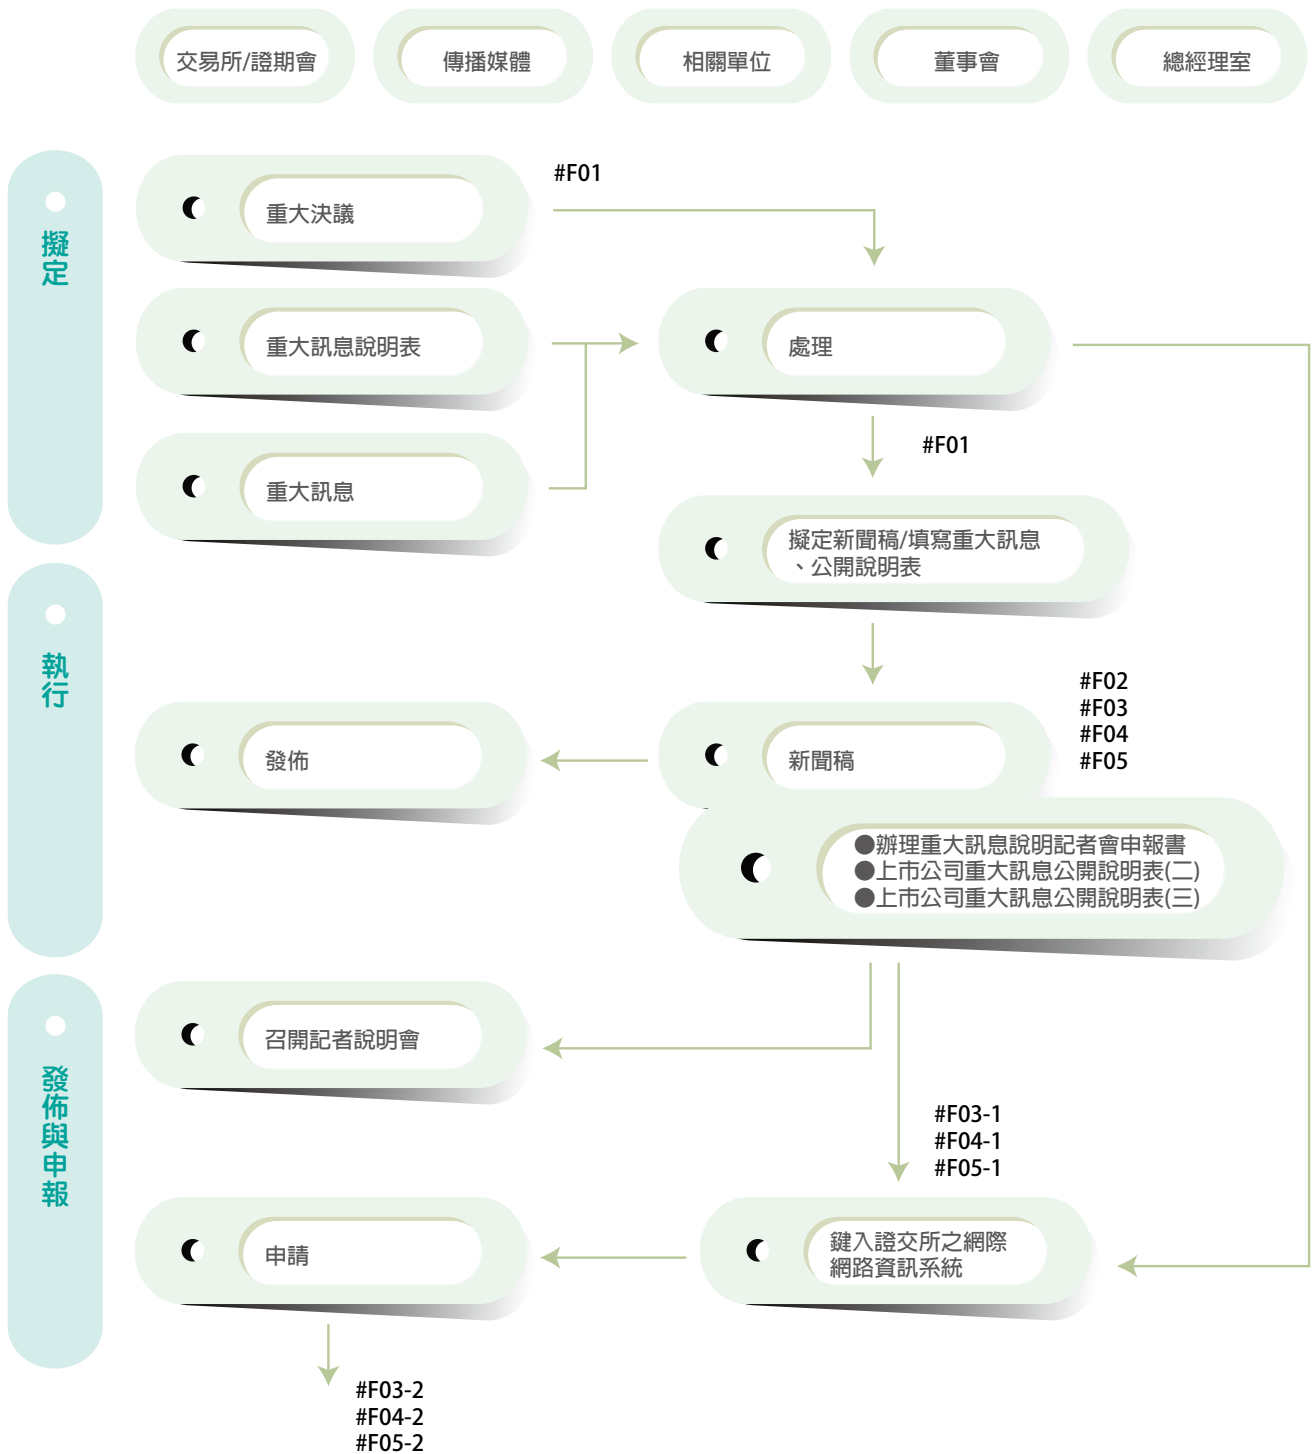 交易所/證期會
傳播媒體
相關單位
董事會
總經理室
擬定
#F01
重大決議
重大訊息說明表
處理
#F01
重大訊息
擬定新聞稿/填寫重大訊息
、公開說明表
執行
#F02
#F03
#F04
#F05
發佈
新聞稿
●辦理重大訊息說明記者會申報書
●上市公司重大訊息公開說明表(二)
●上市公司重大訊息公開說明表(三)
發佈與申報
召開記者說明會
#F03-1
#F04-1
#F05-1
申請
鍵入證交所之網際
網路資訊系統
#F03-2
#F04-2
#F05-2